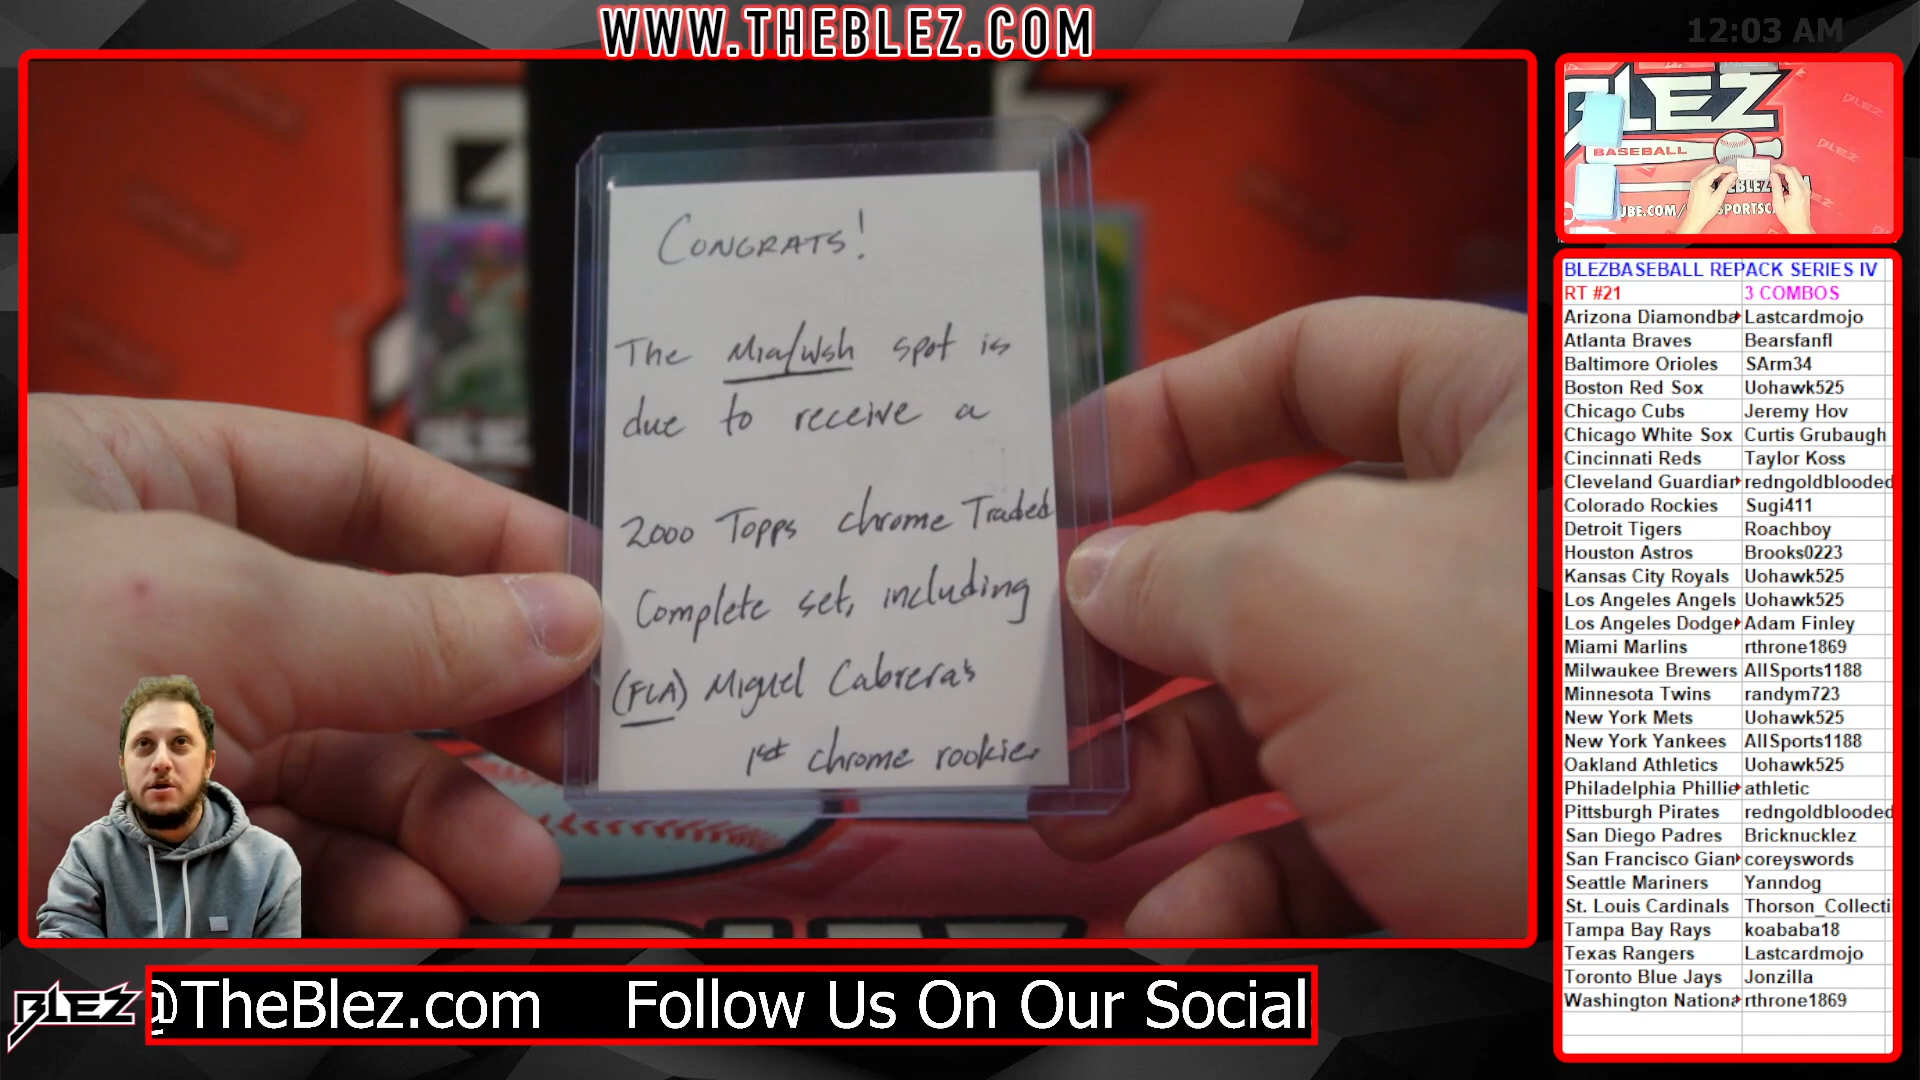 WWW.THEBLEZ.COM
12:03 AM
CONGRATS!
The Mia/Wsh spot is
due to receive a
2000 Topps chrome Traded
Complete set, including
(FLA) Miguel Cabrera's
1st chrome rookie
BLEZ
BASEBALL
BLEZBASEBALL REPACK SERIES IV
RT #21 3 COMBOS
Arizona Diamondba Lastcardmojo
Atlanta Braves Bearsfanfl
Baltimore Orioles SArm34
Boston Red Sox Uohawk525
Chicago Cubs Jeremy Hov
Chicago White Sox Curtis Grubaugh
Cincinnati Reds Taylor Koss
Cleveland Guardian redngoldblooded
Colorado Rockies Sugi411
Detroit Tigers Roachboy
Houston Astros Brooks0223
Kansas City Royals Uohawk525
Los Angeles Angels Uohawk525
Los Angeles Dodge Adam Finley
Miami Marlins rthrone1869
Milwaukee Brewers AllSports1188
Minnesota Twins randym723
New York Mets Uohawk525
New York Yankees AllSports1188
Oakland Athletics Uohawk525
Philadelphia Phillie athletic
Pittsburgh Pirates redngoldblooded
San Diego Padres Bricknucklez
San Francisco Gian coreyswords
Seattle Mariners Yanndog
St. Louis Cardinals Thorson_Collecti
Tampa Bay Rays koababa18
Texas Rangers Lastcardmojo
Toronto Blue Jays Jonzilla
Washington Nationa rthrone1869
BLEZ
@TheBlez.com Follow Us On Our Social